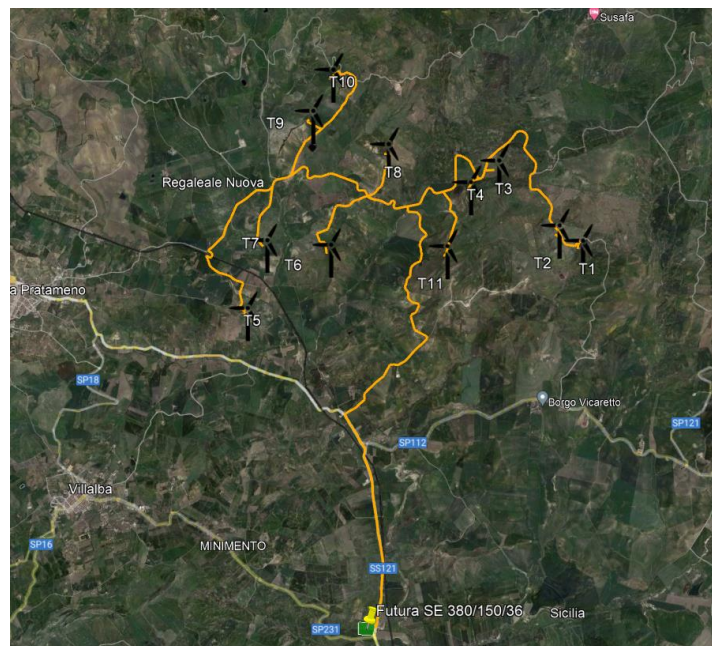 Susafa
T10
T9
T8
T3
T4
Regaleale Nuova
T7
T6
T2
T1
T11
a Pratameno
T5
SP18
Borgo Vicaretto
SP121
SP112
Villalba
SP16
MINIMENTO
SS121
Futura SE 380/150/36
Sicilia
SP231